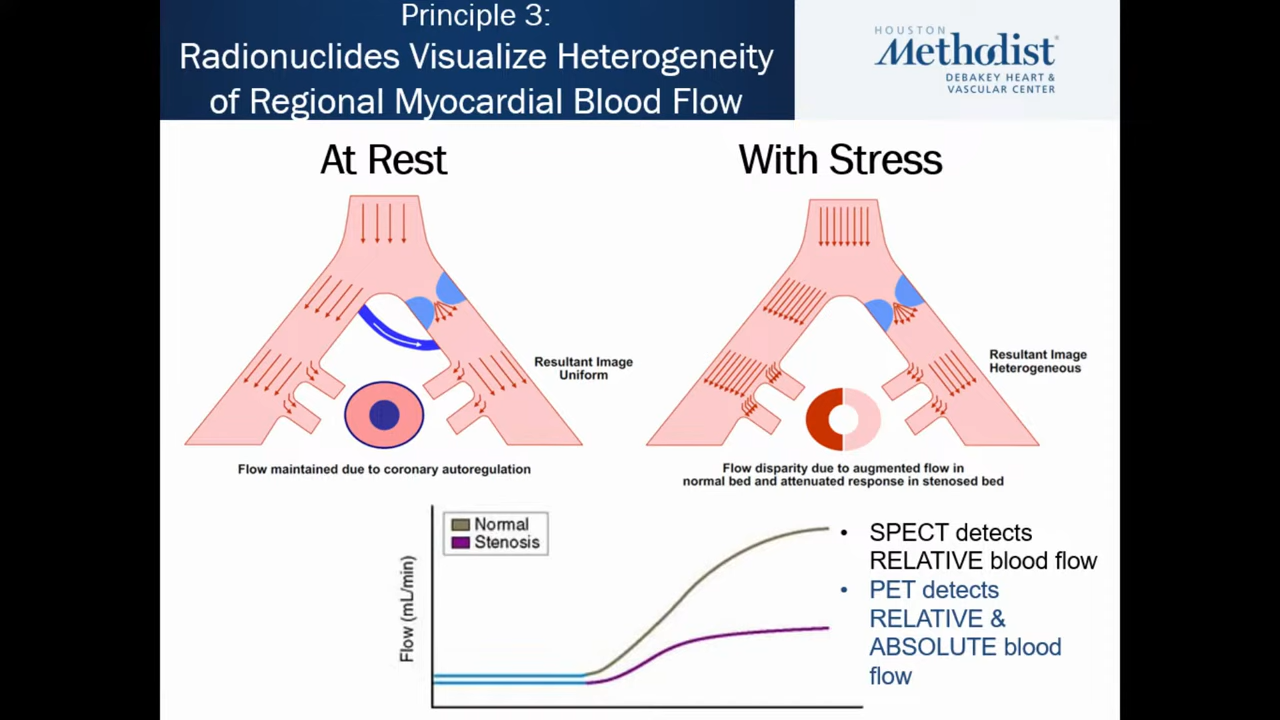 Principle 3:
Radionuclides Visualize Heterogeneity
of Regional Myocardial Blood Flow
HOUSTON
Methodist
DEBAKEY HEART &
VASCULAR CENTER
At Rest
With Stress
Resultant Image
Uniform
Resultant Image
Heterogeneous
Flow maintained due to coronary autoregulation
Flow disparity due to augmented flow in
normal bed and attenuated response in stenosed bed
Normal
Stenosis
Flow (mL/min)
• SPECT detects
RELATIVE blood flow
• PET detects
RELATIVE &
ABSOLUTE blood
flow